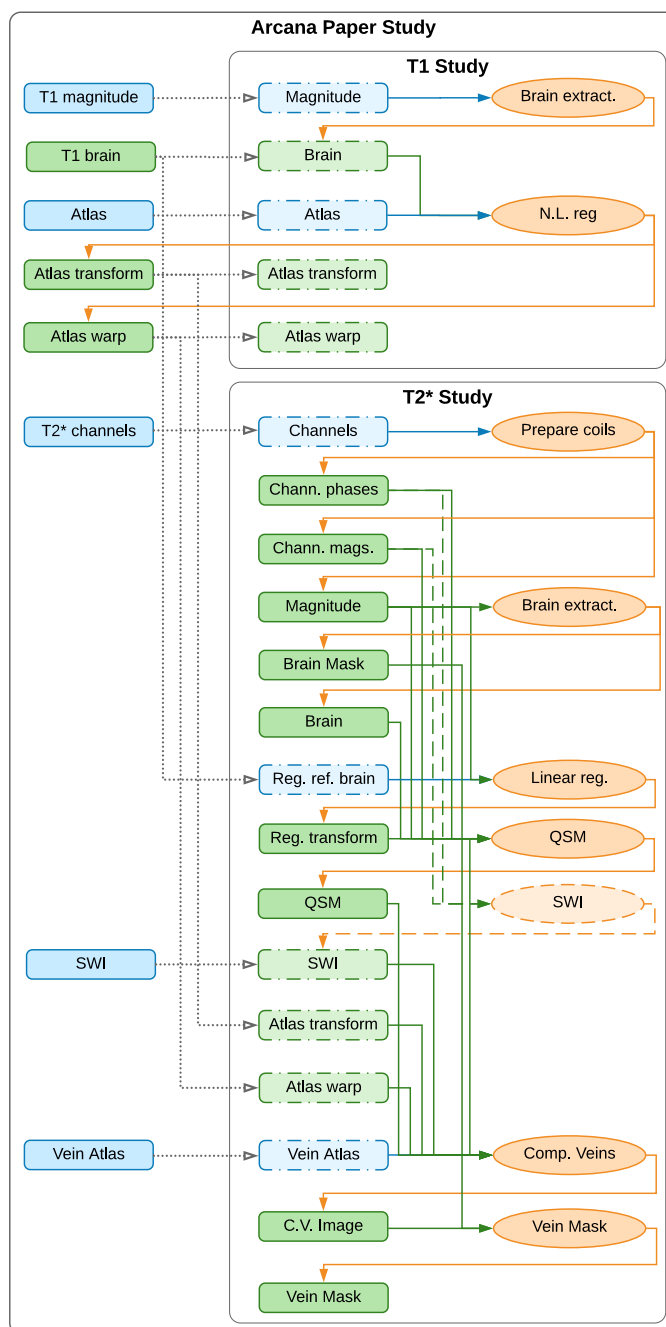 Arcana Paper Study
T1 Study
T1 magnitude
Magnitude
Brain extract.
T1 brain
Brain
Atlas
Atlas
N.L. reg
Atlas transform
Atlas transform
Atlas warp
Atlas warp
T2* Study
T2* channels
Channels
Prepare coils
Chann. phases
Chann. mags.
Magnitude
Brain extract.
Brain Mask
Brain
Reg. ref. brain
Linear reg.
Reg. transform
QSM
QSM
SWI
SWI
SWI
Atlas transform
Atlas warp
Vein Atlas
Vein Atlas
Comp. Veins
C.V. Image
Vein Mask
Vein Mask